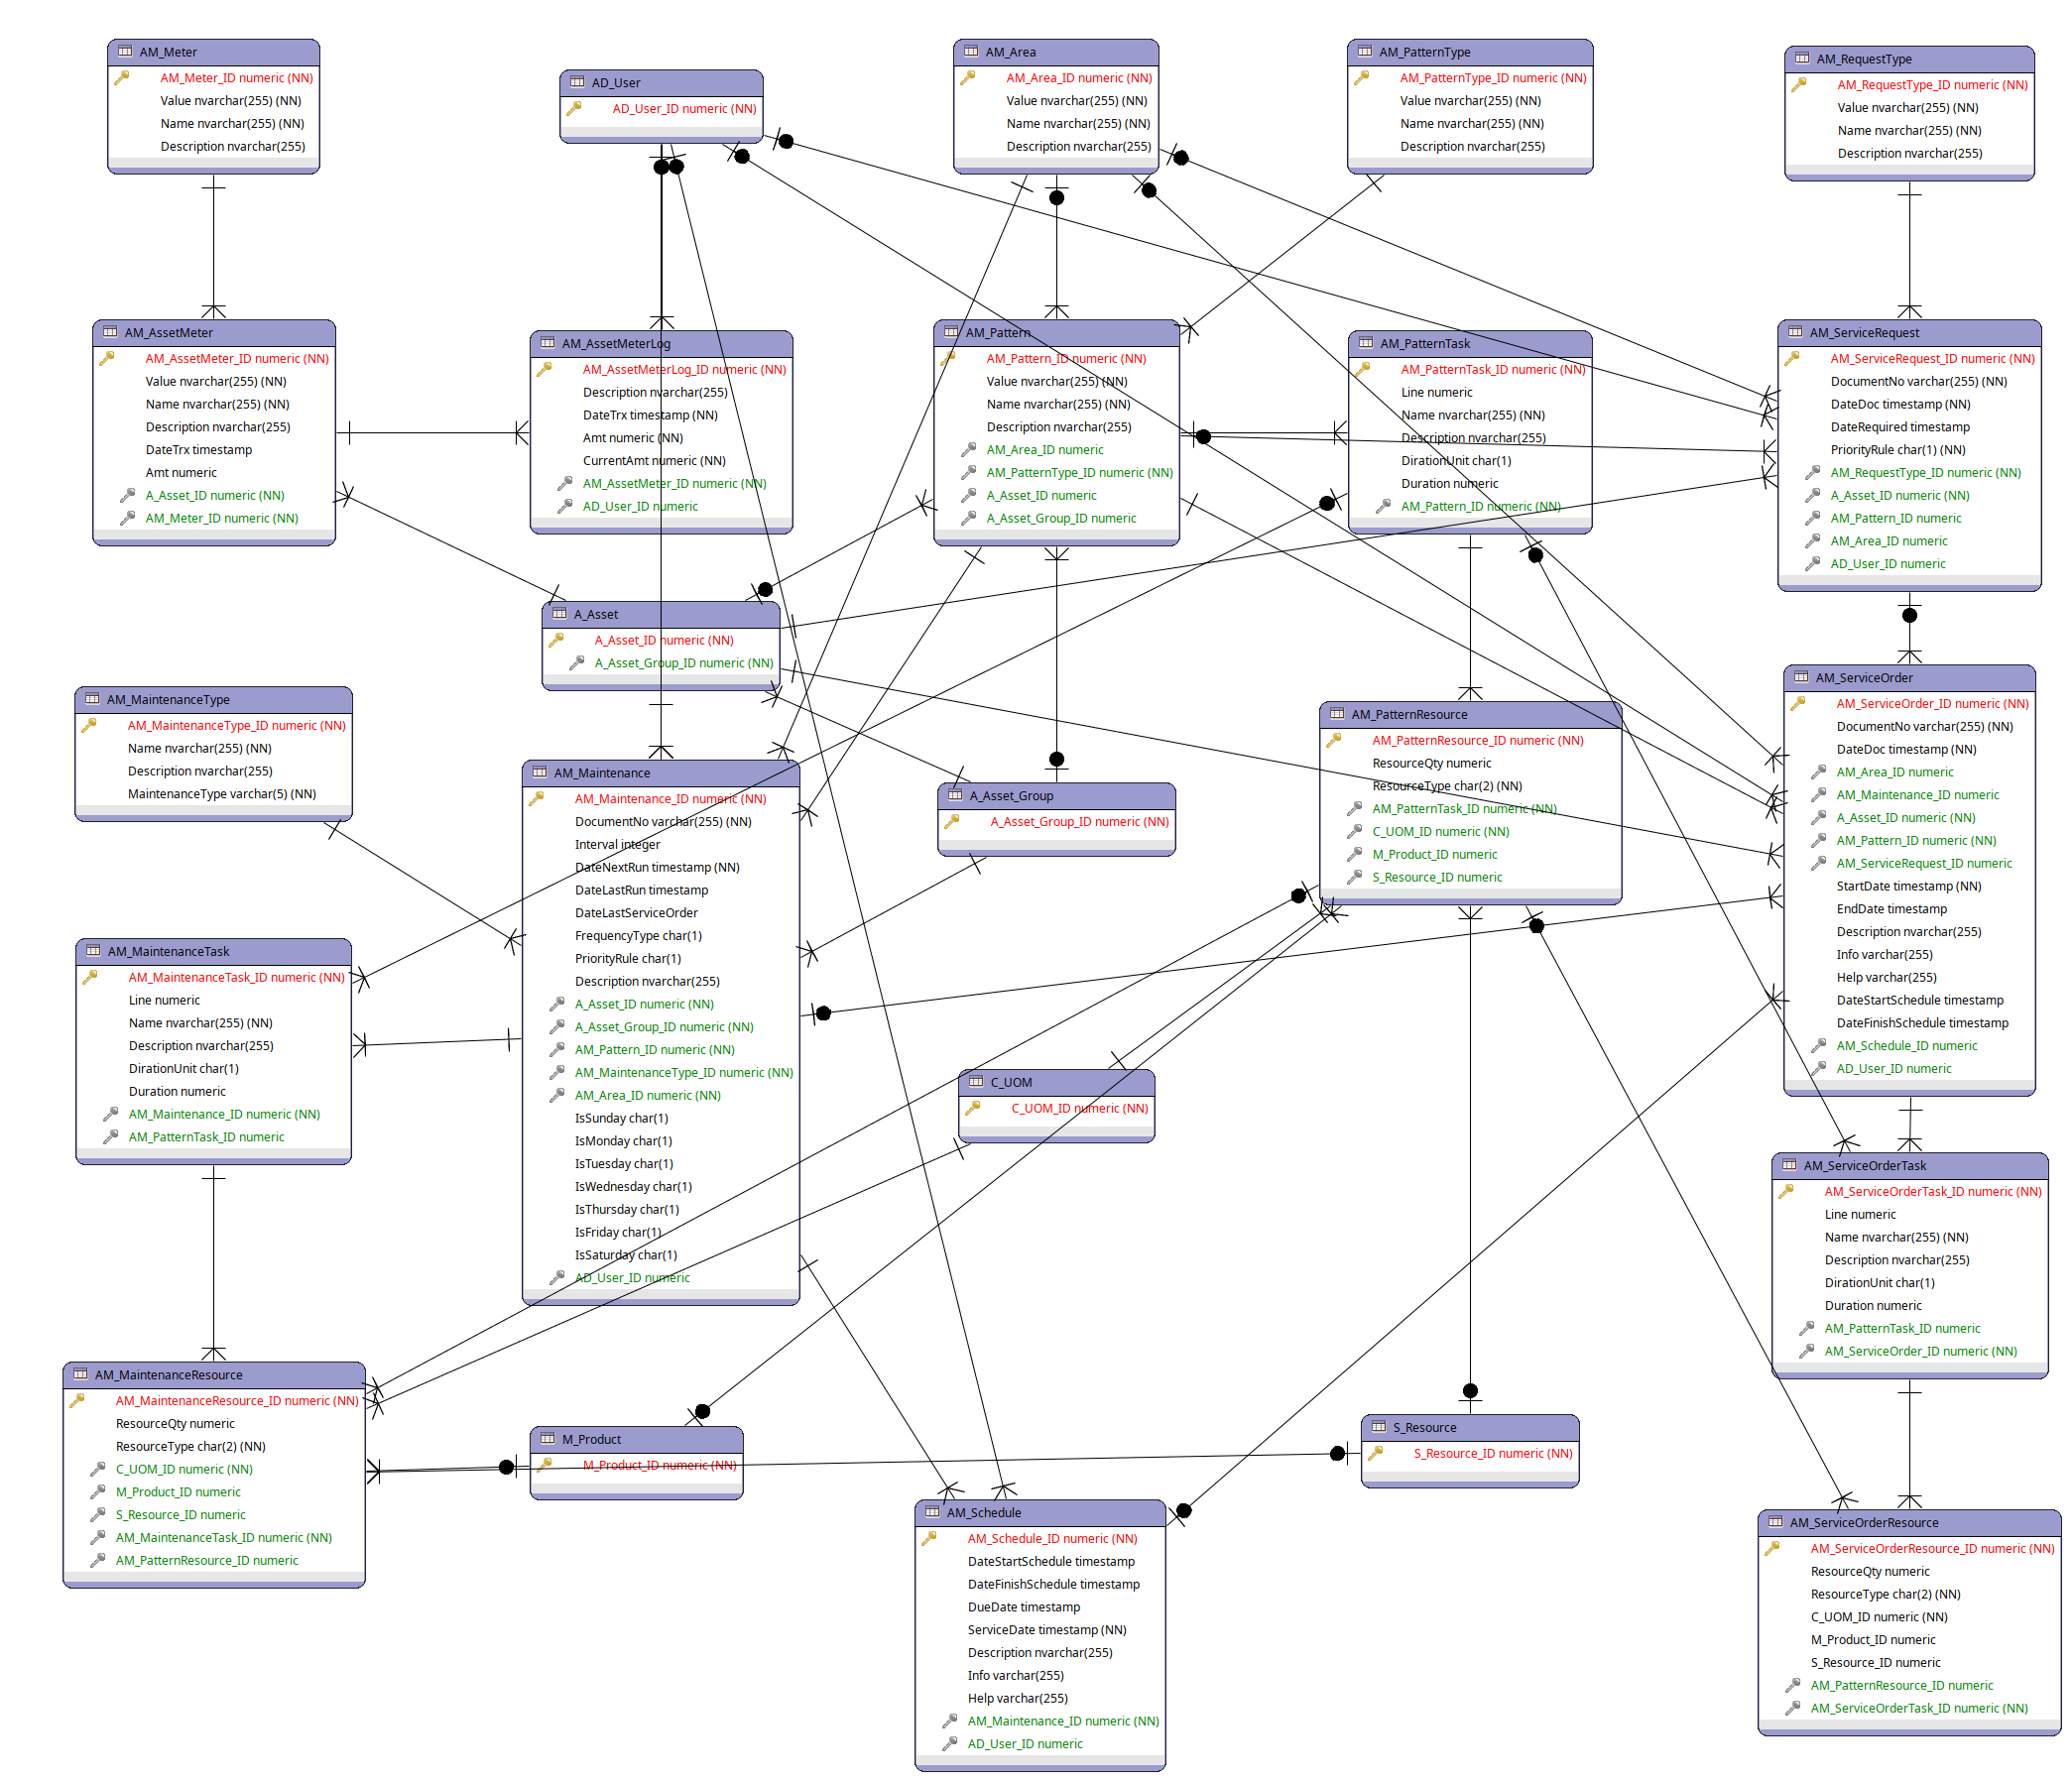 AM_Meter
AM_Meter_ID numeric (NN)
Value nvarchar(255) (NN)
Name nvarchar(255) (NN)
Description nvarchar(255)
AD_User
AD_User_ID numeric (NN)
AM_Area
AM_Area_ID numeric (NN)
Value nvarchar(255) (NN)
Name nvarchar(255) (NN)
Description nvarchar(255)
AM_PatternType
AM_PatternType_ID numeric (NN)
Value nvarchar(255) (NN)
Name nvarchar(255) (NN)
Description nvarchar(255)
AM_RequestType
AM_RequestType_ID numeric (NN)
Value nvarchar(255) (NN)
Name nvarchar(255) (NN)
Description nvarchar(255)
AM_AssetMeter
AM_AssetMeter_ID numeric (NN)
Value nvarchar(255) (NN)
Name nvarchar(255) (NN)
Description nvarchar(255)
DateTrx timestamp
Amt numeric
A_Asset_ID numeric (NN)
AM_Meter_ID numeric (NN)
AM_AssetMeterLog
AM_AssetMeterLog_ID numeric (NN)
Description nvarchar(255)
DateTrx timestamp (NN)
Amt numeric (NN)
CurrentAmt numeric (NN)
AM_AssetMeter_ID numeric (NN)
AD_User_ID numeric
AM_Pattern
AM_Pattern_ID numeric (NN)
Value nvarchar(255) (NN)
Name nvarchar(255) (NN)
Description nvarchar(255)
AM_Area_ID numeric
AM_PatternType_ID numeric (NN)
A_Asset_ID numeric
A_Asset_Group_ID numeric
AM_PatternTask
AM_PatternTask_ID numeric (NN)
Line numeric
Name nvarchar(255) (NN)
Description nvarchar(255)
DirationUnit char(1)
Duration numeric
AM_Pattern_ID numeric (NN)
AM_ServiceRequest
AM_ServiceRequest_ID numeric (NN)
DocumentNo varchar(255) (NN)
DateDoc timestamp (NN)
DateRequired timestamp
PriorityRule char(1) (NN)
AM_RequestType_ID numeric (NN)
A_Asset_ID numeric (NN)
AM_Pattern_ID numeric
AM_Area_ID numeric
AD_User_ID numeric
A_Asset
A_Asset_ID numeric (NN)
A_Asset_Group_ID numeric (NN)
AM_MaintenanceType
AM_MaintenanceType_ID numeric (NN)
Name nvarchar(255) (NN)
Description nvarchar(255)
MaintenanceType varchar(5) (NN)
AM_Maintenance
AM_Maintenance_ID numeric (NN)
DocumentNo varchar(255) (NN)
Interval integer
DateNextRun timestamp (NN)
DateLastRun timestamp
DateLastServiceOrder
FrequencyType char(1)
PriorityRule char(1)
Description nvarchar(255)
A_Asset_ID numeric (NN)
A_Asset_Group_ID numeric (NN)
AM_Pattern_ID numeric (NN)
AM_MaintenanceType_ID numeric (NN)
AM_Area_ID numeric (NN)
IsSunday char(1)
IsMonday char(1)
IsTuesday char(1)
IsWednesday char(1)
IsThursday char(1)
IsFriday char(1)
IsSaturday char(1)
AD_User_ID numeric
A_Asset_Group
A_Asset_Group_ID numeric (NN)
AM_PatternResource
AM_PatternResource_ID numeric (NN)
ResourceQty numeric
ResourceType char(2) (NN)
AM_PatternTask_ID numeric (NN)
C_UOM_ID numeric (NN)
M_Product_ID numeric
S_Resource_ID numeric
AM_ServiceOrder
AM_ServiceOrder_ID numeric (NN)
DocumentNo varchar(255) (NN)
DateDoc timestamp (NN)
AM_Area_ID numeric
AM_Maintenance_ID numeric
A_Asset_ID numeric (NN)
AM_Pattern_ID numeric (NN)
AM_ServiceRequest_ID numeric
StartDate timestamp (NN)
EndDate timestamp
Description nvarchar(255)
Info varchar(255)
Help varchar(255)
DateStartSchedule timestamp
DateFinishSchedule timestamp
AM_Schedule_ID numeric
AD_User_ID numeric
AM_MaintenanceTask
AM_MaintenanceTask_ID numeric (NN)
Line numeric
Name nvarchar(255) (NN)
Description nvarchar(255)
DirationUnit char(1)
Duration numeric
AM_Maintenance_ID numeric (NN)
AM_PatternTask_ID numeric
C_UOM
C_UOM_ID numeric (NN)
AM_ServiceOrderTask
AM_ServiceOrderTask_ID numeric (NN)
Line numeric
Name nvarchar(255) (NN)
Description nvarchar(255)
DirationUnit char(1)
Duration numeric
AM_PatternTask_ID numeric
AM_ServiceOrder_ID numeric (NN)
AM_MaintenanceResource
AM_MaintenanceResource_ID numeric (NN)
ResourceQty numeric
ResourceType char(2) (NN)
C_UOM_ID numeric (NN)
M_Product_ID numeric
S_Resource_ID numeric
AM_MaintenanceTask_ID numeric (NN)
AM_PatternResource_ID numeric
M_Product
M_Product_ID numeric (NN)
S_Resource
S_Resource_ID numeric (NN)
AM_Schedule
AM_Schedule_ID numeric (NN)
DateStartSchedule timestamp
DateFinishSchedule timestamp
DueDate timestamp
ServiceDate timestamp (NN)
Description nvarchar(255)
Info varchar(255)
Help varchar(255)
AM_Maintenance_ID numeric (NN)
AD_User_ID numeric
AM_ServiceOrderResource
AM_ServiceOrderResource_ID numeric (NN)
ResourceQty numeric
ResourceType char(2) (NN)
C_UOM_ID numeric (NN)
M_Product_ID numeric
S_Resource_ID numeric
AM_PatternResource_ID numeric
AM_ServiceOrderTask_ID numeric (NN)